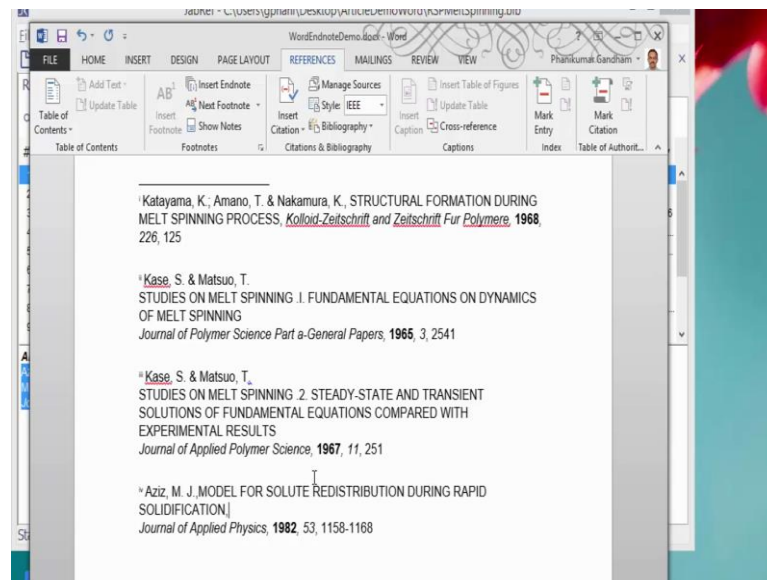 JabRef - C:\Users\gphani\Desktop\ArticleDemoWord\KSPMeltSpinning.bib
WordEndnoteDemo.docx - Word
FILE HOME INSERT DESIGN PAGE LAYOUT REFERENCES MAILINGS REVIEW VIEW Phanikumar Gandham
Table of Contents
Add Text
Update Table
Table of Contents
AB1
Insert Footnote
Insert Endnote
Next Footnote
Show Notes
Footnotes
Insert Citation
Manage Sources
Style: IEEE
Bibliography
Citations & Bibliography
Insert Caption
Insert Table of Figures
Update Table
Cross-reference
Captions
Mark Entry
Index
Mark Citation
Table of Authorit...
i Katayama, K.; Amano, T. & Nakamura, K., STRUCTURAL FORMATION DURING
MELT SPINNING PROCESS, Kolloid-Zeitschrift and Zeitschrift Fur Polymere, 1968,
226, 125
ii Kase, S. & Matsuo, T.
STUDIES ON MELT SPINNING .I. FUNDAMENTAL EQUATIONS ON DYNAMICS
OF MELT SPINNING
Journal of Polymer Science Part a-General Papers, 1965, 3, 2541
iii Kase, S. & Matsuo, T.
STUDIES ON MELT SPINNING .2. STEADY-STATE AND TRANSIENT
SOLUTIONS OF FUNDAMENTAL EQUATIONS COMPARED WITH
EXPERIMENTAL RESULTS
Journal of Applied Polymer Science, 1967, 11, 251
iv Aziz, M. J.,MODEL FOR SOLUTE REDISTRIBUTION DURING RAPID
SOLIDIFICATION,
Journal of Applied Physics, 1982, 53, 1158-1168